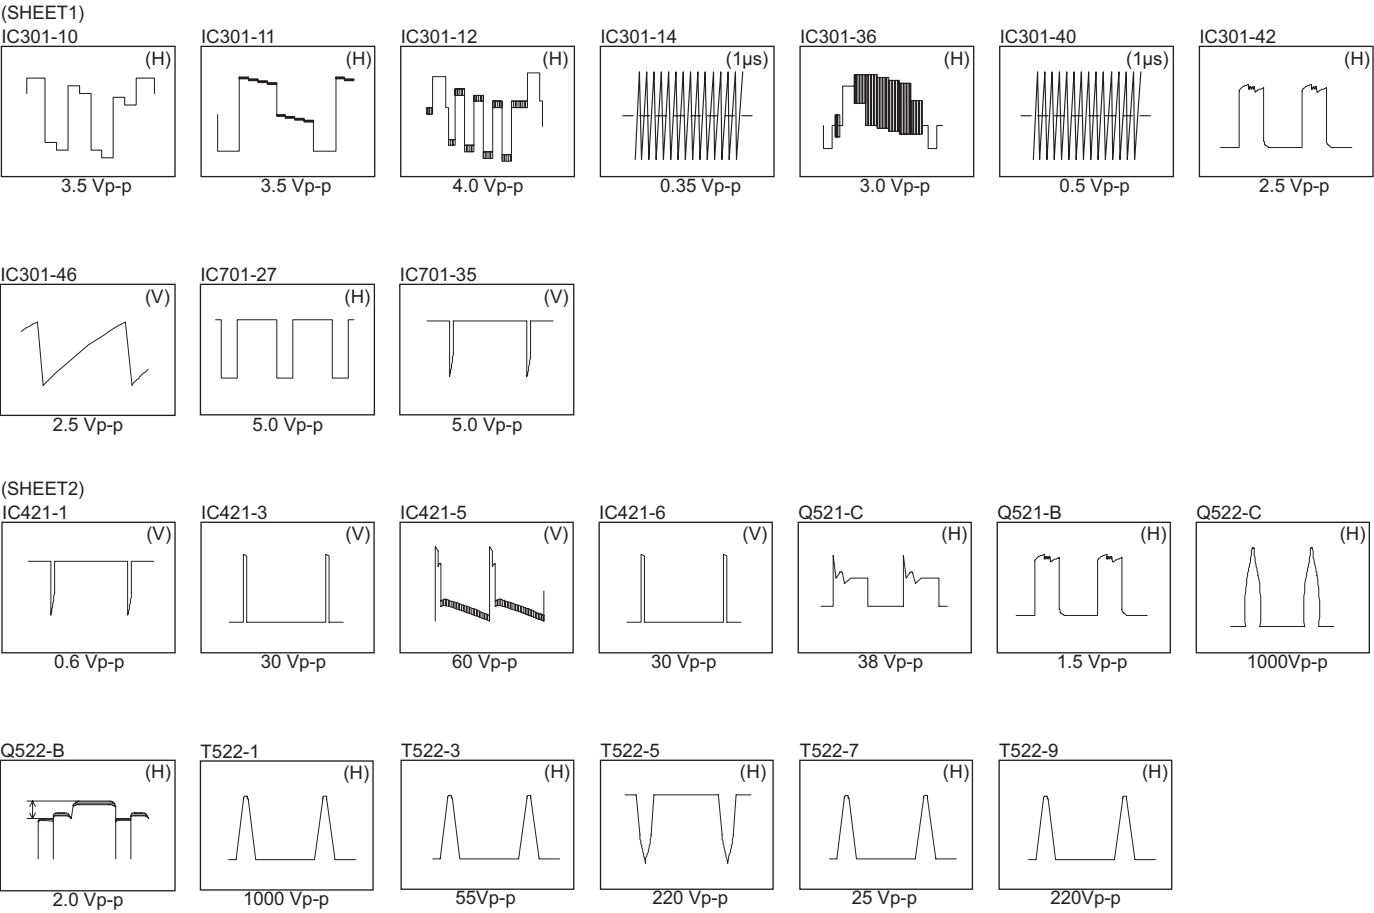 (SHEET1)
IC301-10 IC301-11 IC301-12 IC301-14 IC301-36 IC301-40 IC301-42
(H) (H) (H) (1μs) (H) (1μs) (H)
3.5 Vp-p 3.5 Vp-p 4.0 Vp-p 0.35 Vp-p 3.0 Vp-p 0.5 Vp-p 2.5 Vp-p
IC301-46 IC701-27 IC701-35
(V) (H) (V)
2.5 Vp-p 5.0 Vp-p 5.0 Vp-p
(SHEET2)
IC421-1 IC421-3 IC421-5 IC421-6 Q521-C Q521-B Q522-C
(V) (V) (V) (V) (H) (H) (H)
0.6 Vp-p 30 Vp-p 60 Vp-p 30 Vp-p 38 Vp-p 1.5 Vp-p 1000Vp-p
Q522-B T522-1 T522-3 T522-5 T522-7 T522-9
(H) (H) (H) (H) (H) (H)
2.0 Vp-p 1000 Vp-p 55Vp-p 220 Vp-p 25 Vp-p 220Vp-p